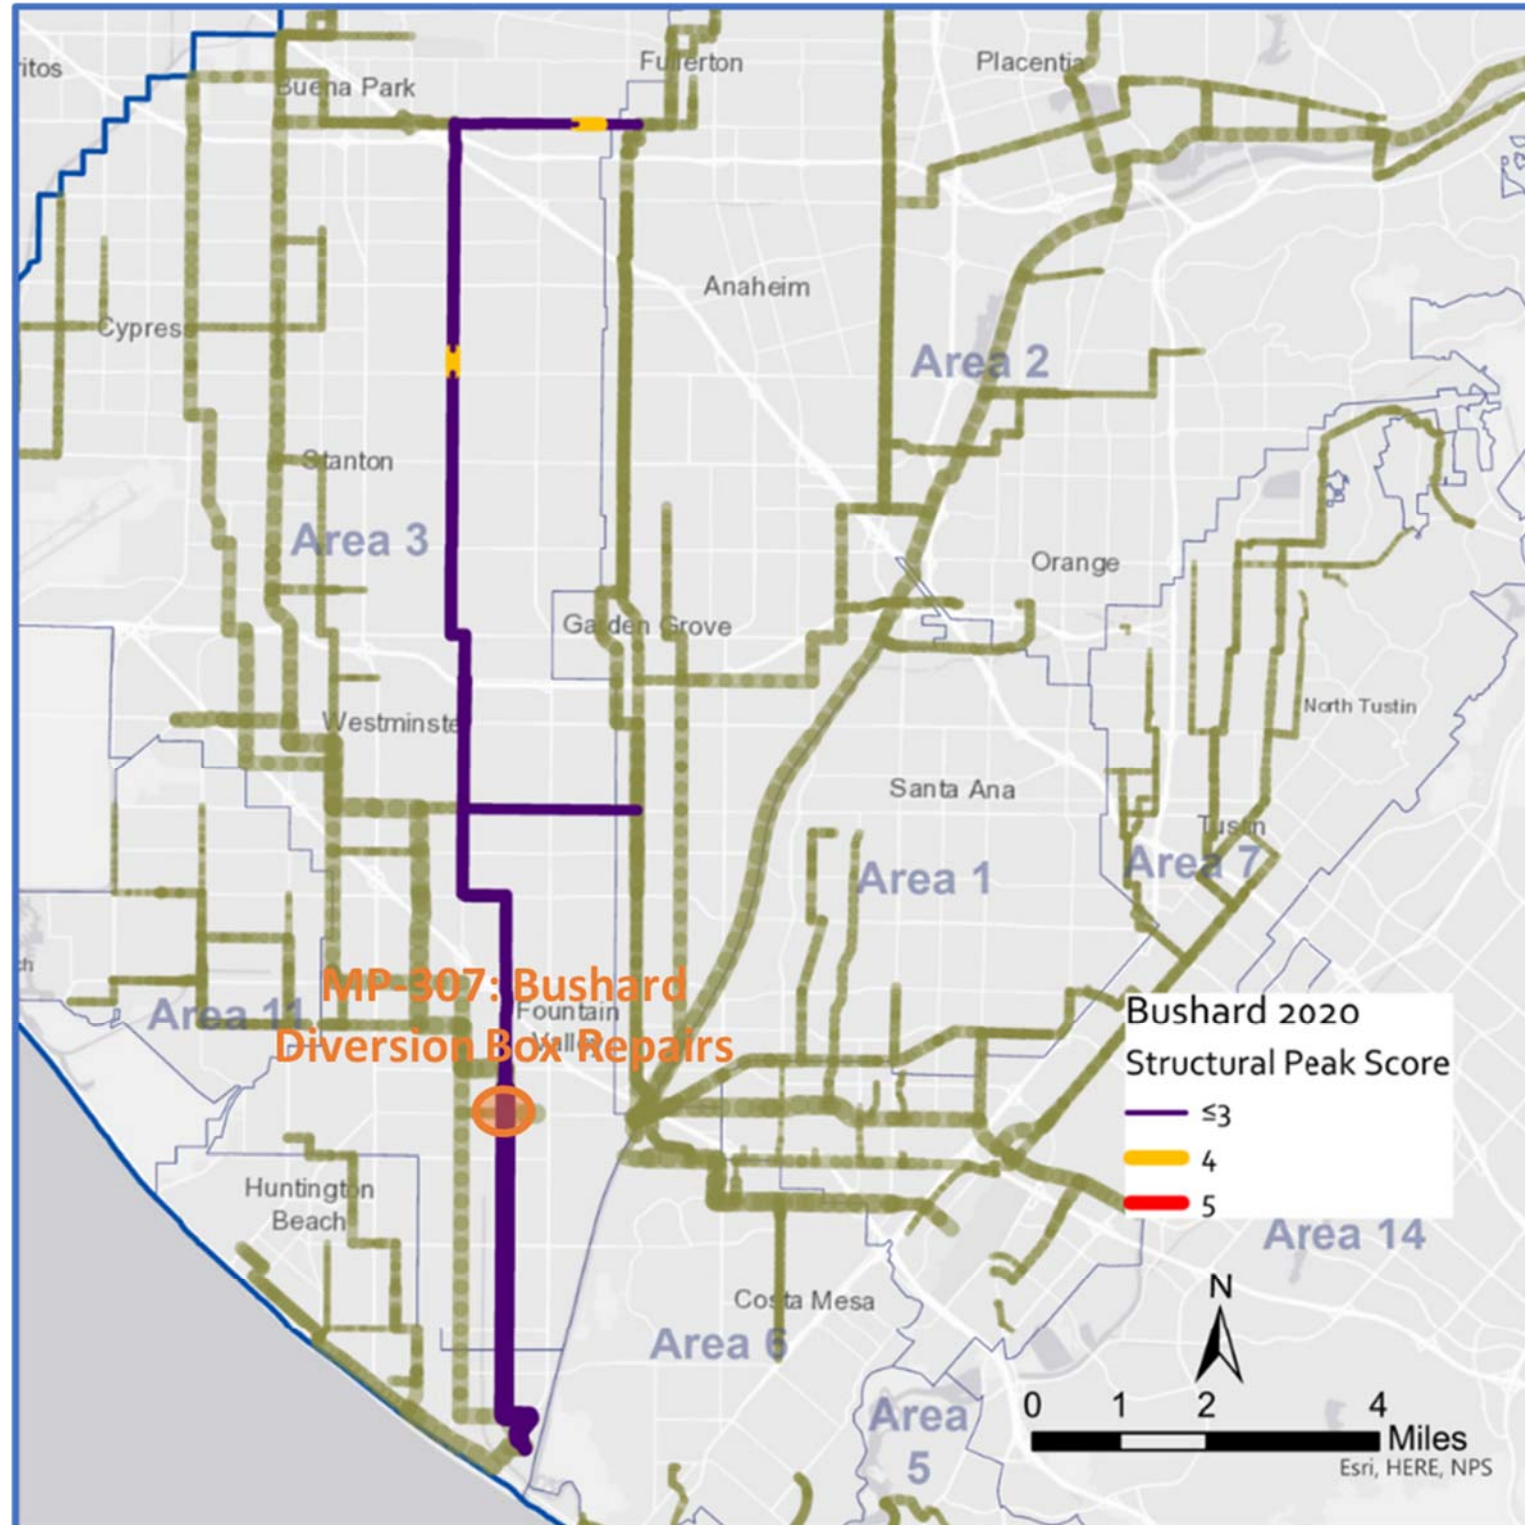 ritos
Buena Park
Fullerton
Placentia
Cypress
Anaheim
Area 2
Stanton
Area 3
Orange
Garden Grove
North Tustin
Westminste
Santa Ana
Tustin
Area 1
Area 7
ch
MP-307: Bushard
Diversion Box Repairs
Fountain
Valley
Area 11
Bushard 2020
Structural Peak Score
≤3
4
5
Huntington
Beach
Area 14
Costa Mesa
Area 6
N
Area
5
0 1 2 4
Miles
Esri, HERE, NPS